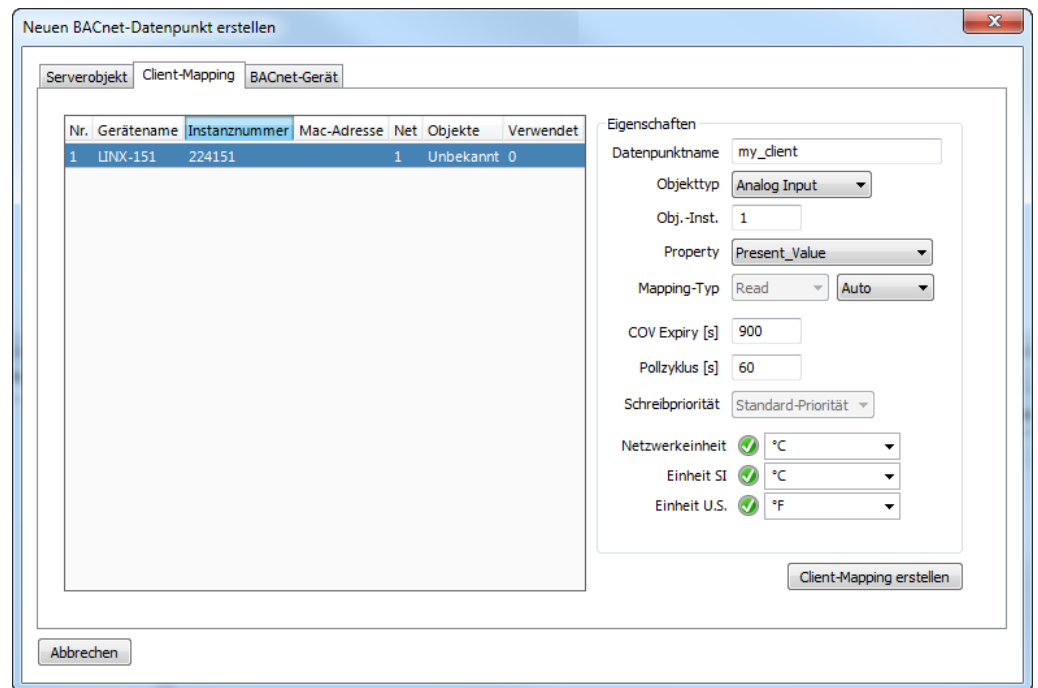 Neuen BACnet-Datenpunkt erstellen
Serverobjekt Client-Mapping BACnet-Gerät
Nr. Gerätename Instanznummer Mac-Adresse Net Objekte Verwendet
1 LINX-151 224151 1 Unbekannt 0
Eigenschaften
Datenpunktname my_client
Objekttyp Analog Input
Obj.-Inst. 1
Property Present_Value
Mapping-Typ Read Auto
COV Expiry [s] 900
Pollzyklus [s] 60
Schreibpriorität Standard-Priorität
Netzwerkeinheit °C
Einheit SI °C
Einheit U.S. °F
Client-Mapping erstellen
Abbrechen